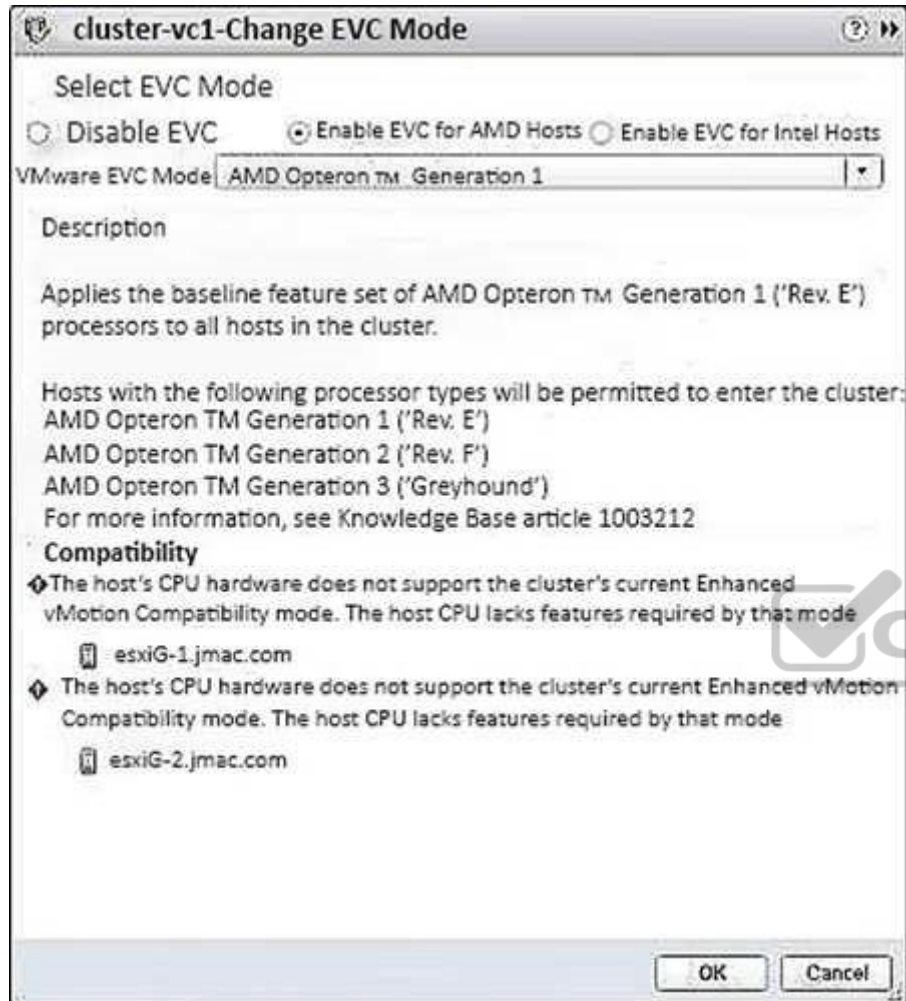 cluster-vc1-Change EVC Mode
Select EVC Mode
Disable EVC Enable EVC for AMD Hosts Enable EVC for Intel Hosts
VMware EVC Mode AMD Opteron TM Generation 1
Description
Applies the baseline feature set of AMD Opteron TM Generation 1 ('Rev. E')
processors to all hosts in the cluster.
Hosts with the following processor types will be permitted to enter the cluster:
AMD Opteron TM Generation 1 ('Rev. E')
AMD Opteron TM Generation 2 ('Rev. F')
AMD Opteron TM Generation 3 ('Greyhound')
For more information, see Knowledge Base article 1003212
Compatibility
The host's CPU hardware does not support the cluster's current Enhanced
vMotion Compatibility mode. The host CPU lacks features required by that mode
esxiG-1.jmac.com
The host's CPU hardware does not support the cluster's current Enhanced vMotion
Compatibility mode. The host CPU lacks features required by that mode
esxiG-2.jmac.com
OK Cancel